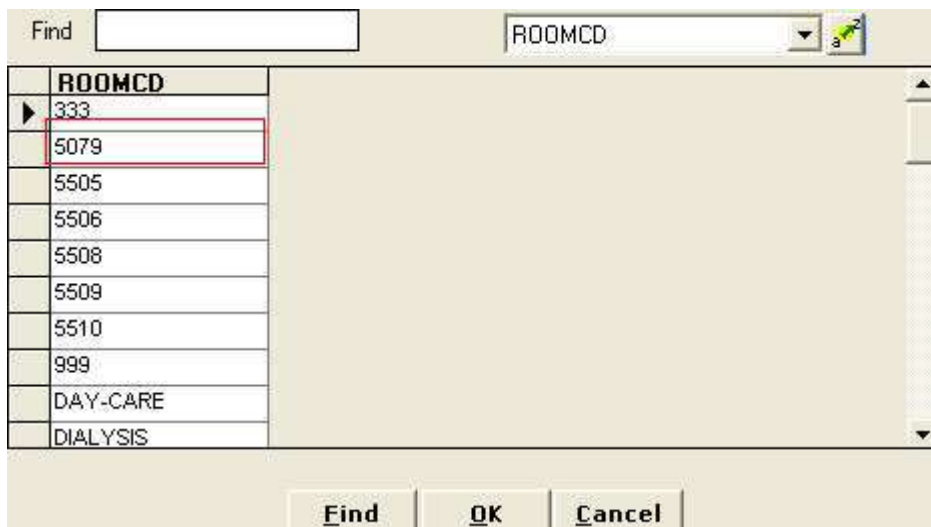 Find ROOMCD a z
ROOMCD
333
5079
5505
5506
5508
5509
5510
999
DAY-CARE
DIALYSIS
Find OK Cancel